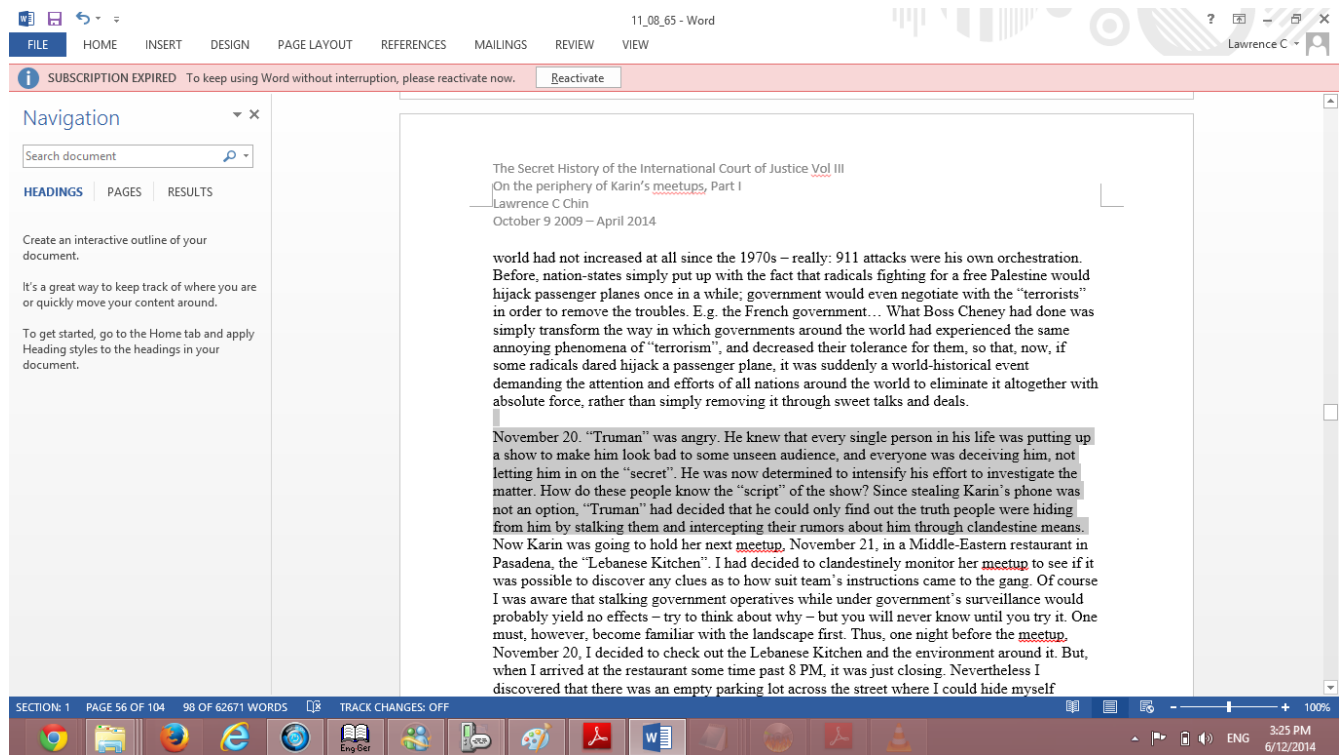 11_08_65 - Word
?
FILE HOME INSERT DESIGN PAGE LAYOUT REFERENCES MAILINGS REVIEW VIEW
Lawrence C
SUBSCRIPTION EXPIRED To keep using Word without interruption, please reactivate now. Reactivate
Navigation
Search document
HEADINGS PAGES RESULTS
Create an interactive outline of your
document.
It's a great way to keep track of where you are
or quickly move your content around.
To get started, go to the Home tab and apply
Heading styles to the headings in your
document.
The Secret History of the International Court of Justice Vol III
On the periphery of Karin's meetups, Part I
Lawrence C Chin
October 9 2009 – April 2014
world had not increased at all since the 1970s – really: 911 attacks were his own orchestration.
Before, nation-states simply put up with the fact that radicals fighting for a free Palestine would
hijack passenger planes once in a while; government would even negotiate with the “terrorists”
in order to remove the troubles. E.g. the French government… What Boss Cheney had done was
simply transform the way in which governments around the world had experienced the same
annoying phenomena of “terrorism”, and decreased their tolerance for them, so that, now, if
some radicals dared hijack a passenger plane, it was suddenly a world-historical event
demanding the attention and efforts of all nations around the world to eliminate it altogether with
absolute force, rather than simply removing it through sweet talks and deals.
November 20. “Truman” was angry. He knew that every single person in his life was putting up
a show to make him look bad to some unseen audience, and everyone was deceiving him, not
letting him in on the “secret”. He was now determined to intensify his effort to investigate the
matter. How do these people know the “script” of the show? Since stealing Karin’s phone was
not an option, “Truman” had decided that he could only find out the truth people were hiding
from him by stalking them and intercepting their rumors about him through clandestine means.
Now Karin was going to hold her next meetup, November 21, in a Middle-Eastern restaurant in
Pasadena, the “Lebanese Kitchen”. I had decided to clandestinely monitor her meetup to see if it
was possible to discover any clues as to how suit team’s instructions came to the gang. Of course
I was aware that stalking government operatives while under government’s surveillance would
probably yield no effects – try to think about why – but you will never know until you try it. One
must, however, become familiar with the landscape first. Thus, one night before the meetup,
November 20, I decided to check out the Lebanese Kitchen and the environment around it. But,
when I arrived at the restaurant some time past 8 PM, it was just closing. Nevertheless I
discovered that there was an empty parking lot across the street where I could hide myself
SECTION: 1 PAGE 56 OF 104 98 OF 62671 WORDS TRACK CHANGES: OFF 100%
Eng Ger
ENG
3:25 PM
6/12/2014